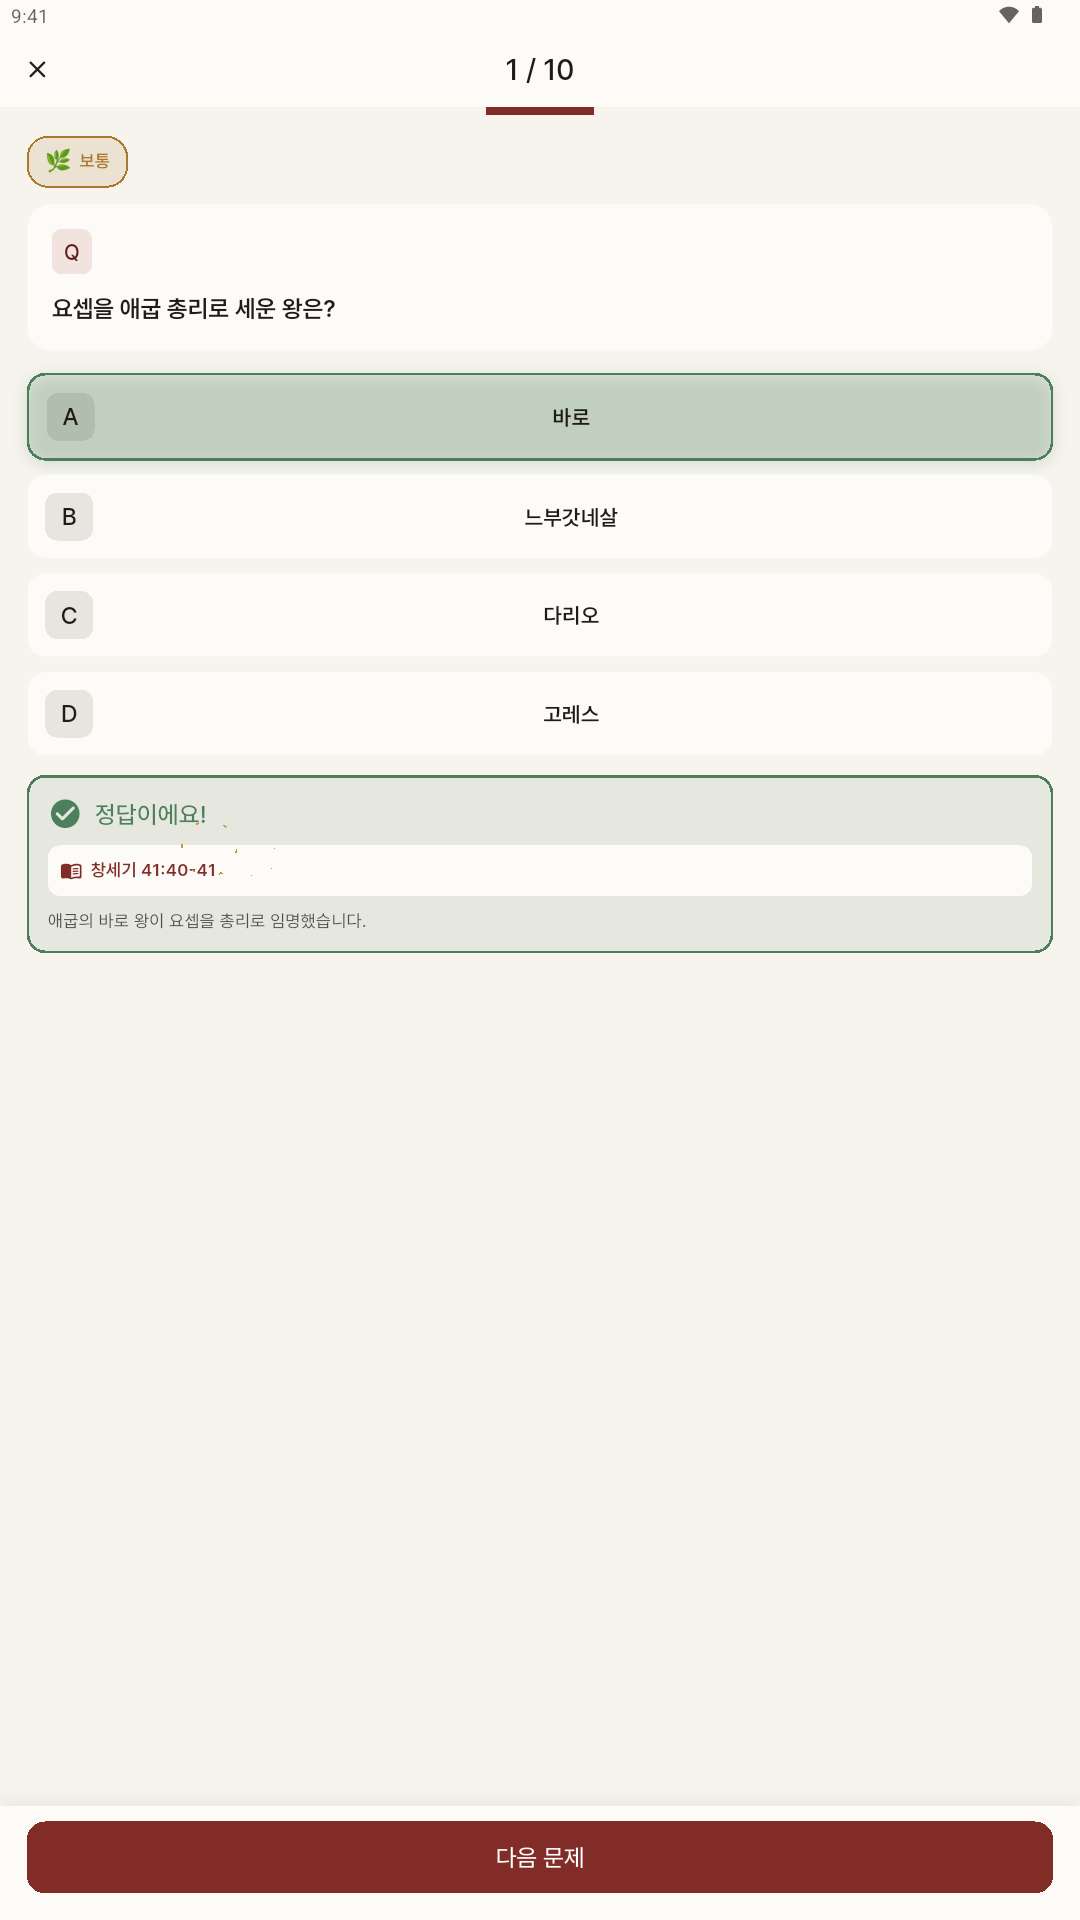 9:41
1 / 10
보통
Q
요셉을 애굽 총리로 세운 왕은?
A 바로
B 느부갓네살
C 다리오
D 고레스
정답이에요!
창세기 41:40-41
애굽의 바로 왕이 요셉을 총리로 임명했습니다.
다음 문제